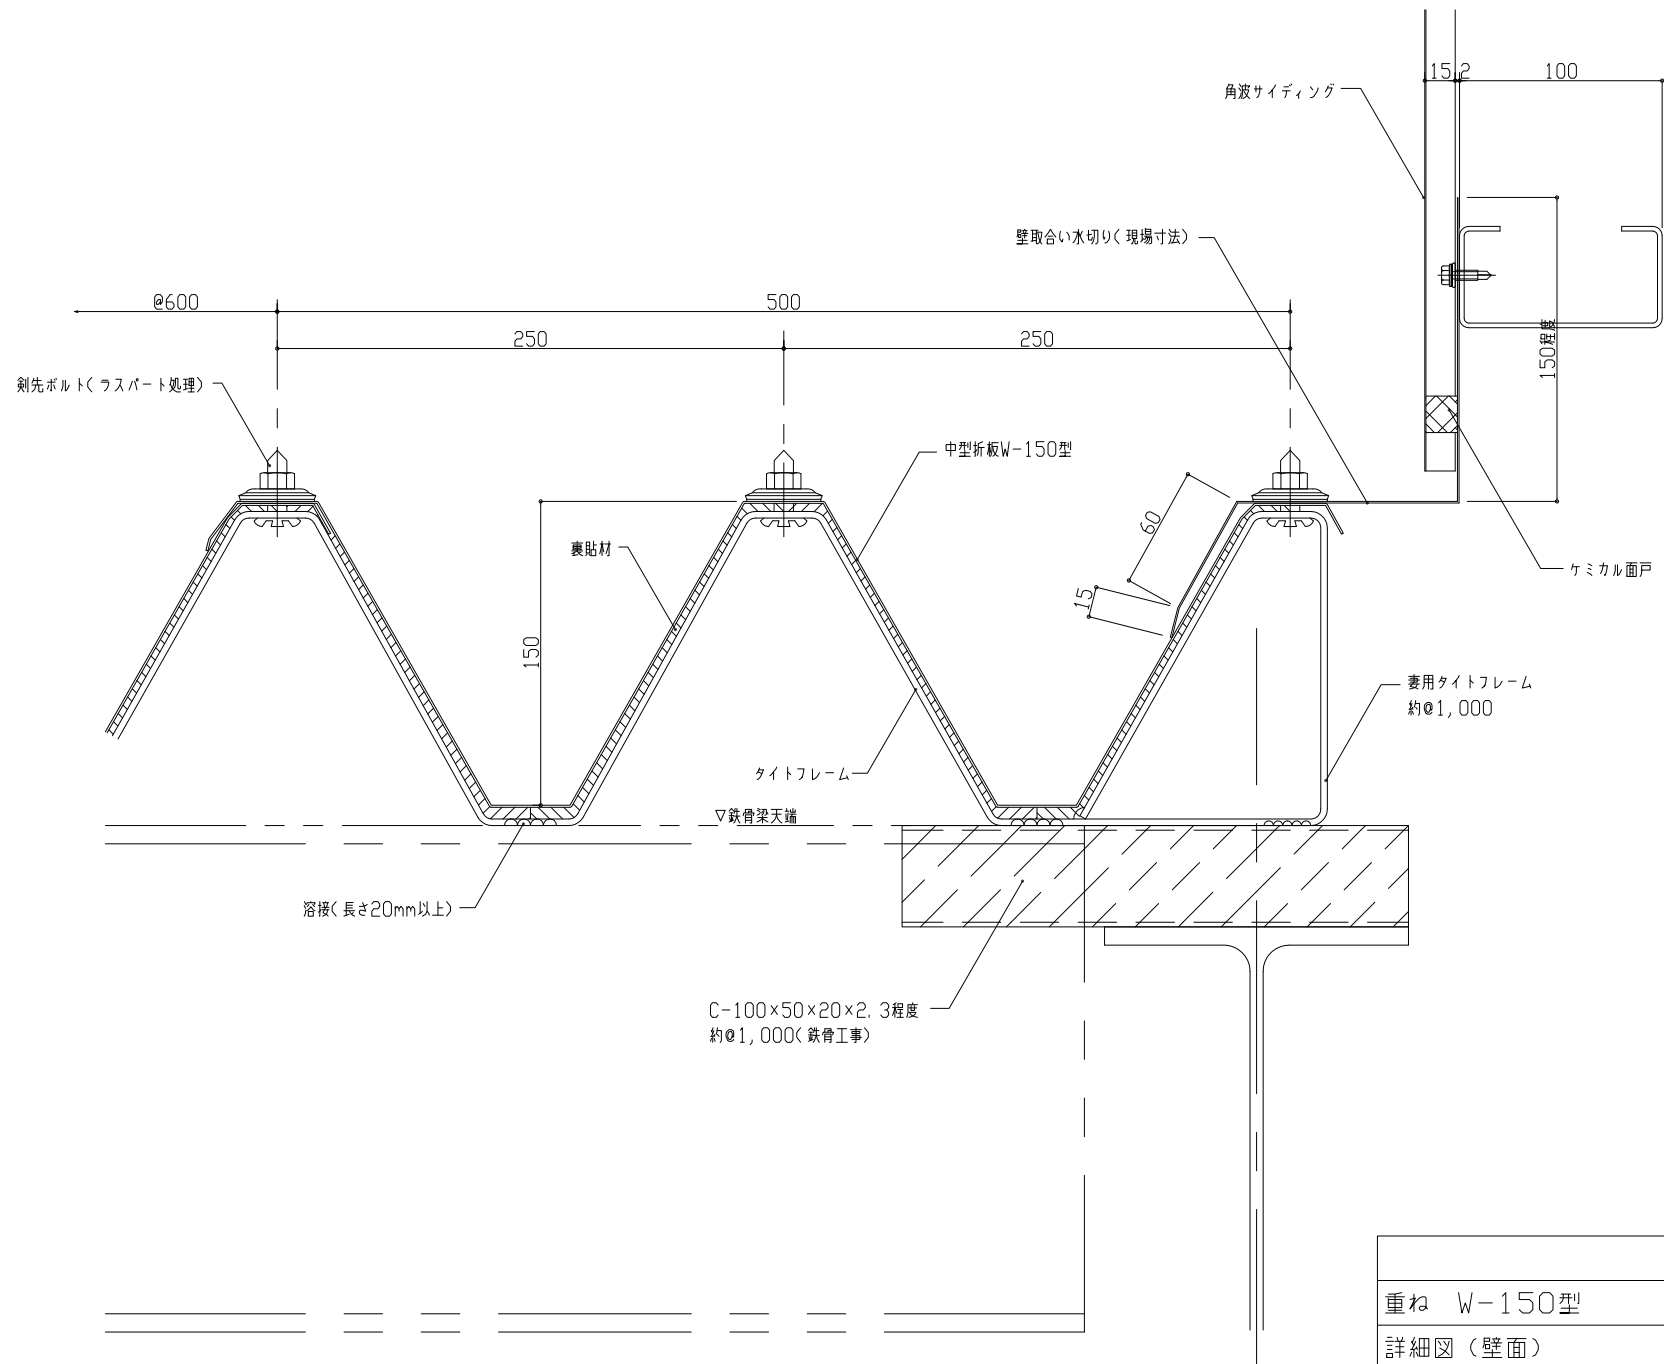 15
2
100
角波サイディング
壁取合い水切り(現場寸法)
@600
500
250
250
150程度
剣先ボルト(ラスパート処理)
中型折板W-150型
裏貼材
60
15
150
ケミカル面戸
妻用タイトフレーム
約@1,000
タイトフレーム
▽鉄骨梁天端
溶接(長さ20mm以上)
C-100×50×20×2.3程度
約@1,000(鉄骨工事)
重ね W-150型
詳細図(壁面)